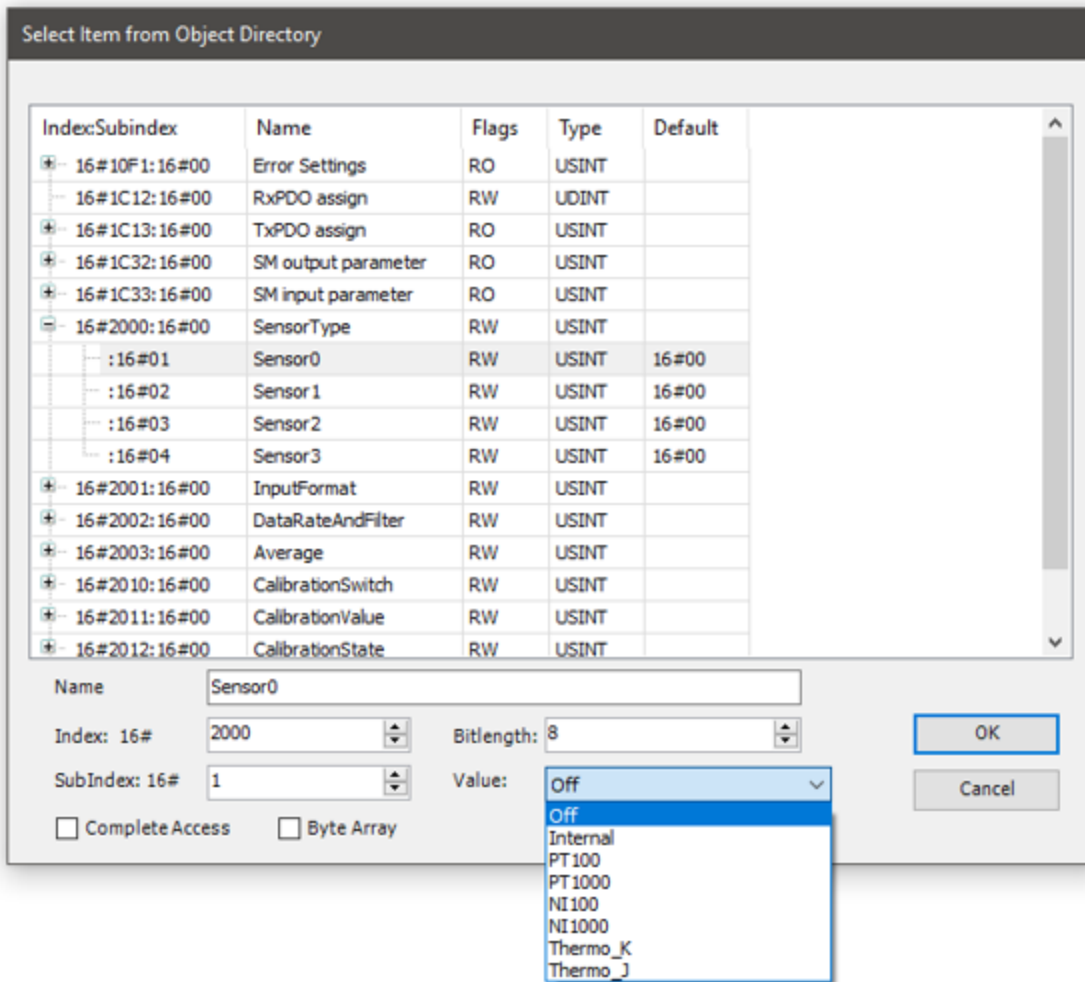 Select Item from Object Directory
Index:Subindex Name Flags Type Default
16#10F1:16#00 Error Settings RO USINT
16#1C12:16#00 RxPDO assign RW UDINT
16#1C13:16#00 TxPDO assign RO USINT
16#1C32:16#00 SM output parameter RO USINT
16#1C33:16#00 SM input parameter RO USINT
16#2000:16#00 SensorType RW USINT
:16#01 Sensor0 RW USINT 16#00
:16#02 Sensor1 RW USINT 16#00
:16#03 Sensor2 RW USINT 16#00
:16#04 Sensor3 RW USINT 16#00
16#2001:16#00 InputFormat RW USINT
16#2002:16#00 DataRateAndFilter RW USINT
16#2003:16#00 Average RW USINT
16#2010:16#00 CalibrationSwitch RW USINT
16#2011:16#00 CalibrationValue RW USINT
16#2012:16#00 CalibrationState RW USINT
Name Sensor0
Index: 16# 2000 Bitlength: 8 OK
SubIndex: 16# 1 Value: Off Cancel
Complete Access Byte Array
Off
Internal
PT100
PT1000
NI100
NI1000
Thermo_K
Thermo_J